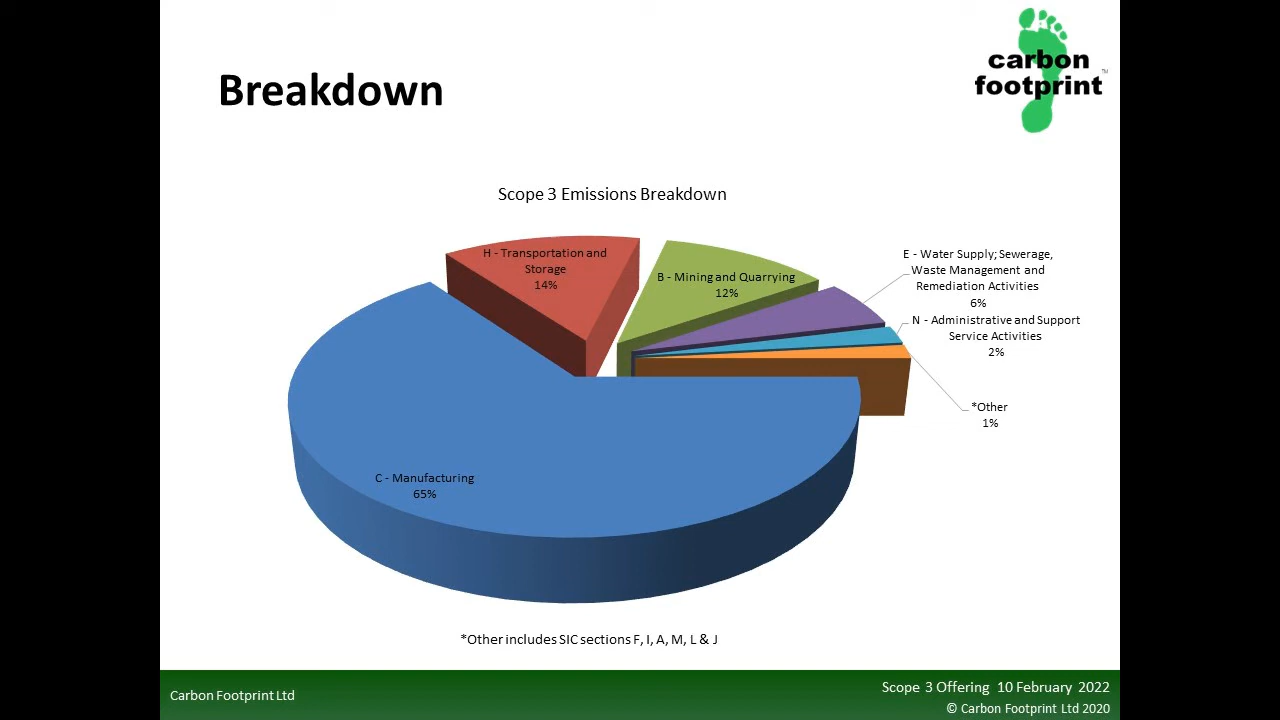 carbon
footprint™
Breakdown
Scope 3 Emissions Breakdown
H - Transportation and
Storage
14%
B - Mining and Quarrying
12%
E - Water Supply; Sewerage,
Waste Management and
Remediation Activities
6%
N - Administrative and Support
Service Activities
2%
*Other
1%
C - Manufacturing
65%
*Other includes SIC sections F, I, A, M, L & J
Carbon Footprint Ltd
Scope 3 Offering 10 February 2022
© Carbon Footprint Ltd 2020